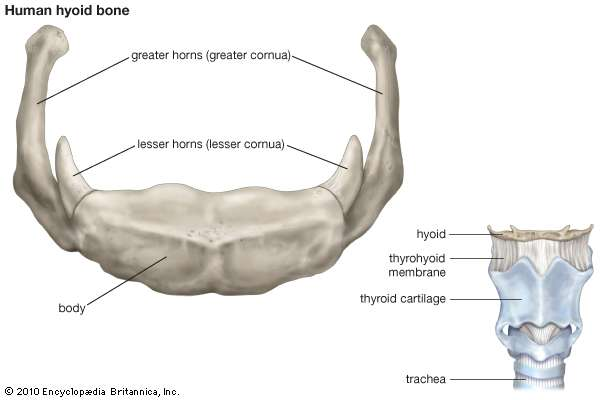 Human hyoid bone
greater horns (greater cornua)
lesser horns (lesser cornua)
body
hyoid
thyrohyoid
membrane
thyroid cartilage
trachea
© 2010 Encyclopædia Britannica, Inc.